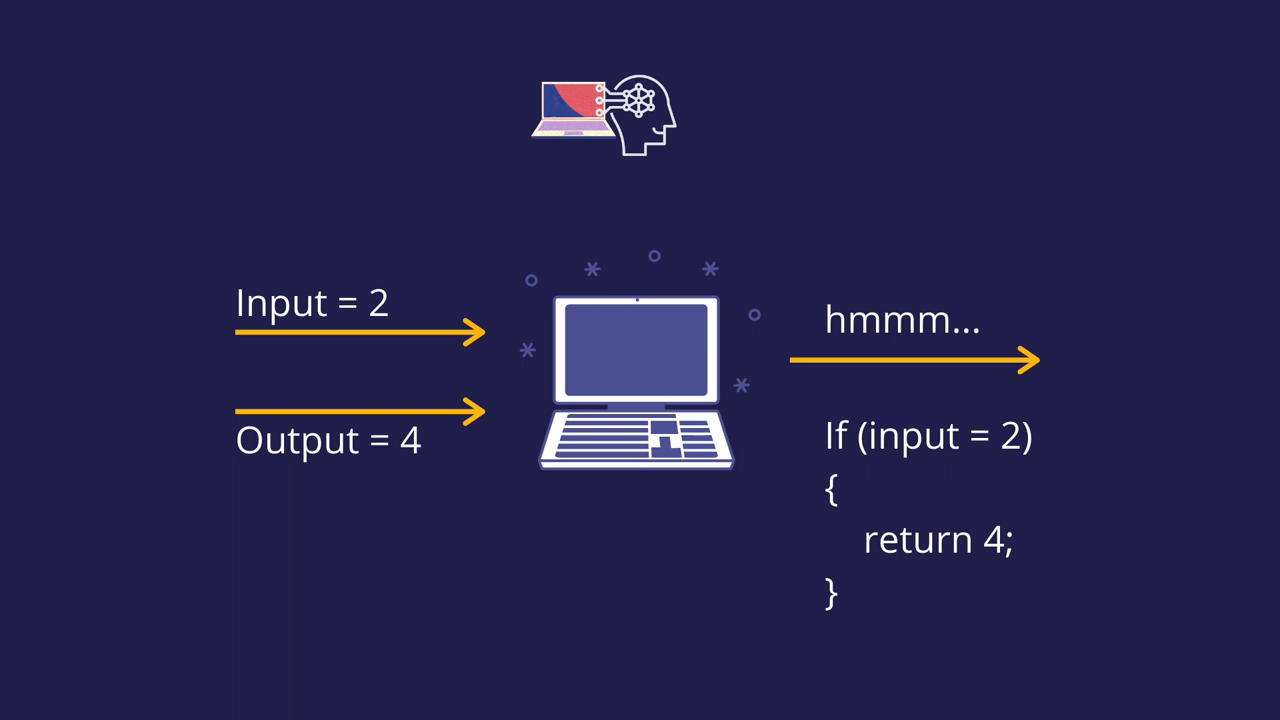 Input = 2
Output = 4
hmmm...
If (input = 2)
{
return 4;
}